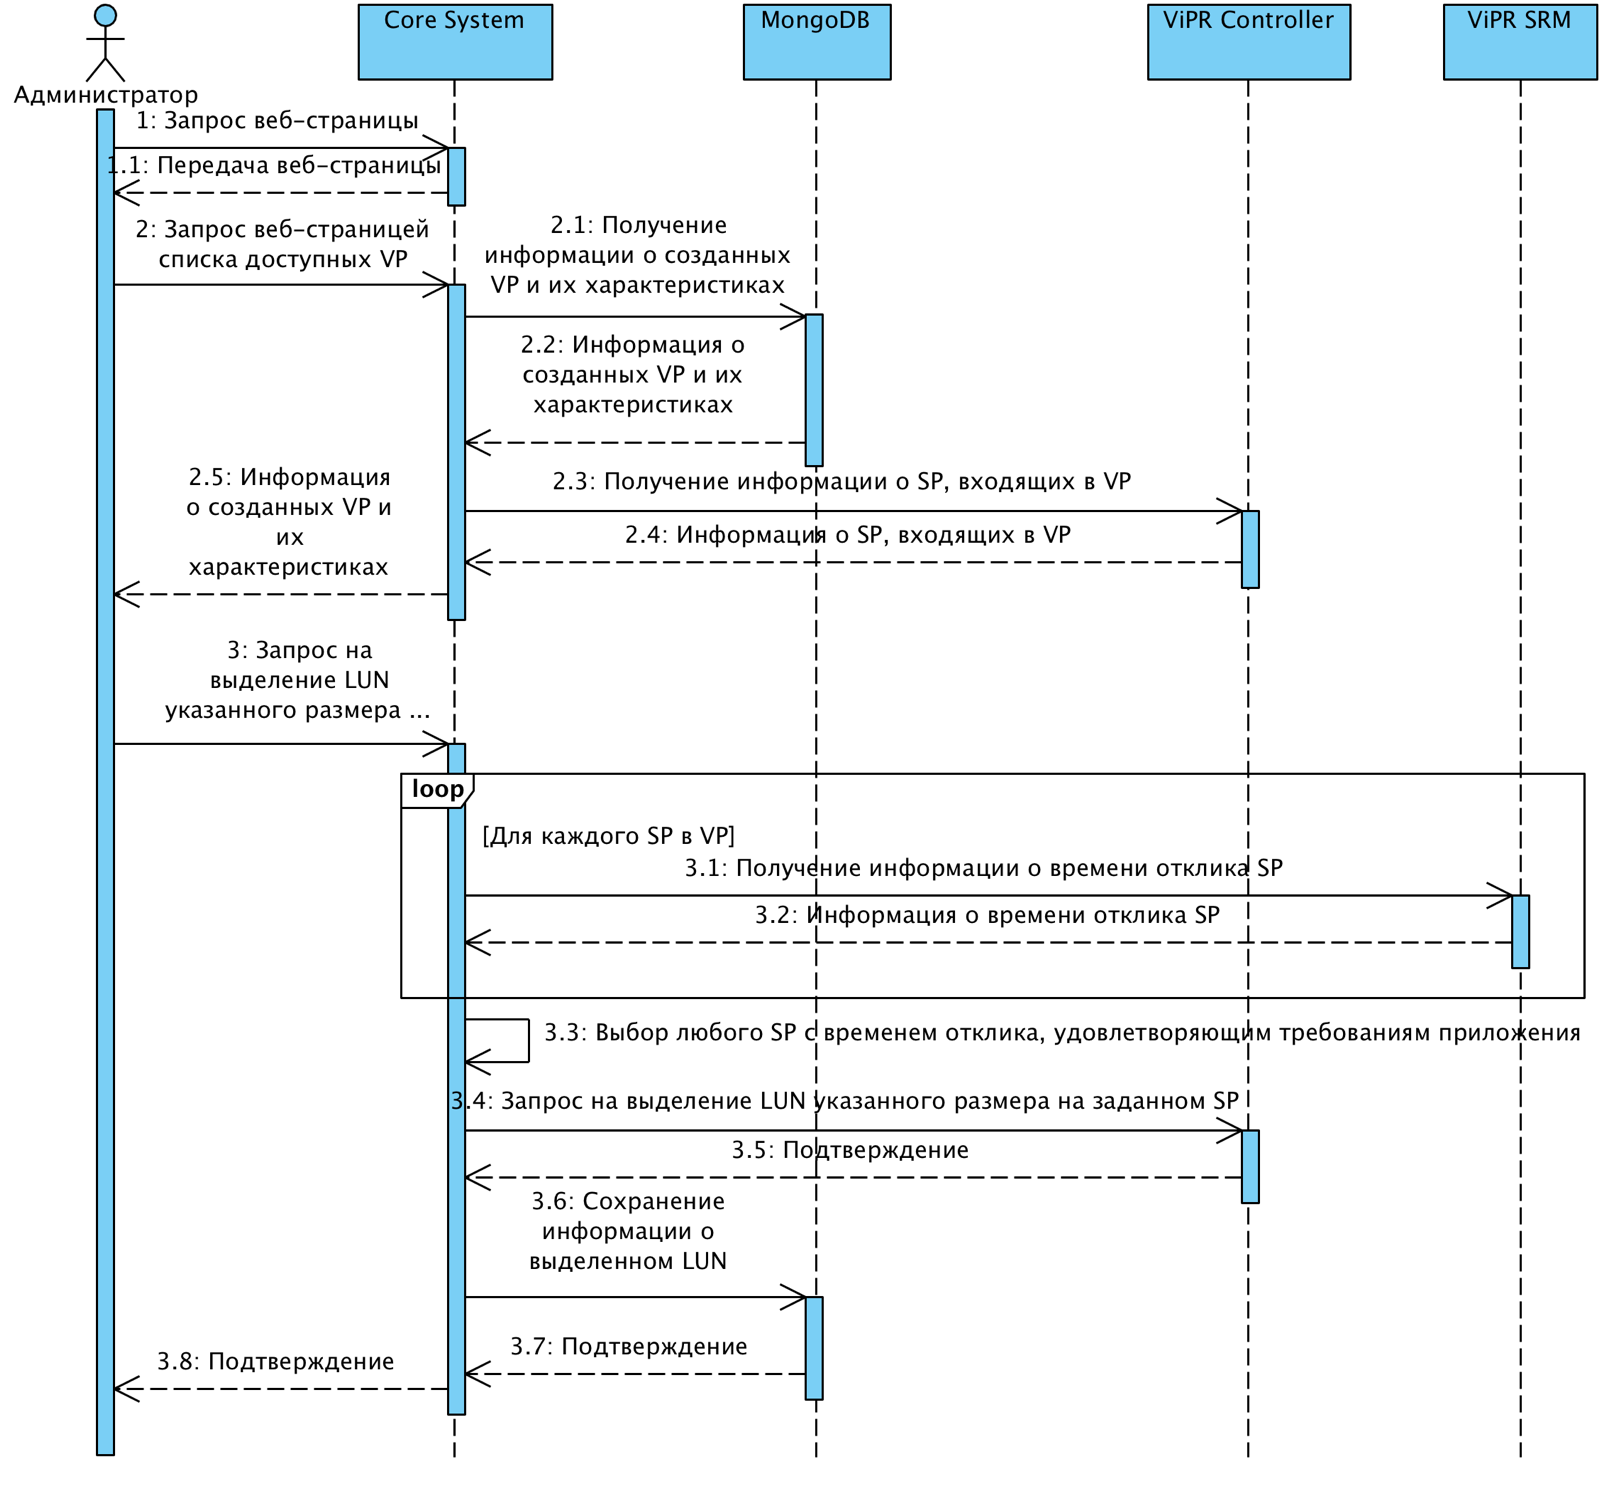 Core System
MongoDB
ViPR Controller
ViPR SRM
Администратор
1: Запрос веб-страницы
1.1: Передача веб-страницы
2: Запрос веб-страницей
списка доступных VP
2.1: Получение
информации о созданных
VP и их характеристиках
2.2: Информация о
созданных VP и их
характеристиках
2.3: Получение информации о SP, входящих в VP
2.4: Информация о SP, входящих в VP
2.5: Информация
о созданных VP и
их
характеристиках
3: Запрос на
выделение LUN
указанного размера ...
loop
[Для каждого SP в VP]
3.1: Получение информации о времени отклика SP
3.2: Информация о времени отклика SP
3.3: Выбор любого SP с временем отклика, удовлетворяющим требованиям приложения
3.4: Запрос на выделение LUN указанного размера на заданном SP
3.5: Подтверждение
3.6: Сохранение
информации о
выделенном LUN
3.7: Подтверждение
3.8: Подтверждение